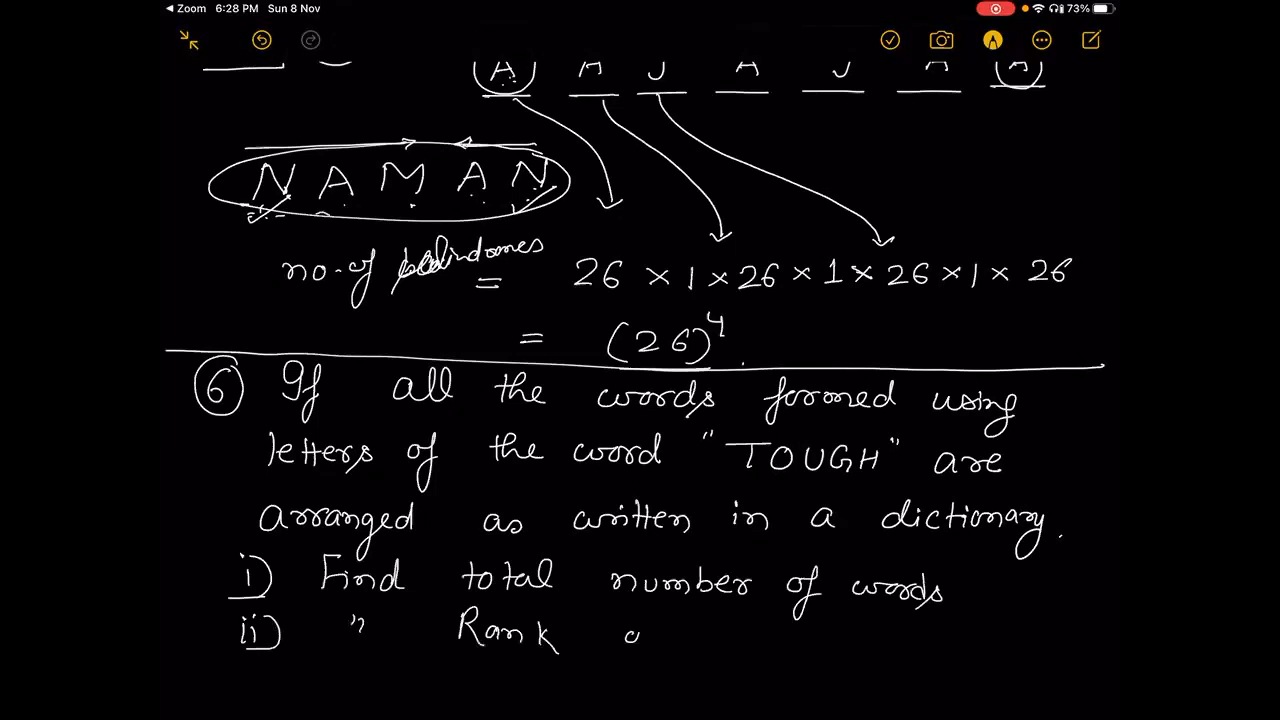 Zoom 6:28 PM Sun 8 Nov 73%
A A J A J A A
N A M A N
no. of
= 26 × 1 × 26 × 1 × 26 × 1 × 26
= (26)^4.
6 If all the words formed using
letters of the word "TOUGH" are
arranged as written in a dictionary.
i) Find total number of words
ii) " Rank o